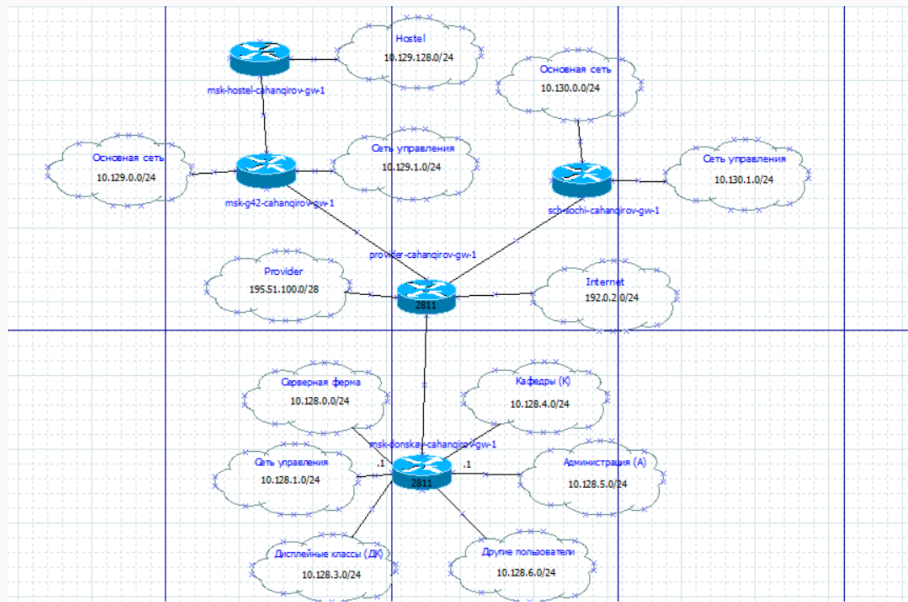 Hostel
10.129.128.0/24
msk-hostel-cahanqirov-gw-1
Основная сеть
10.130.0.0/24
Основная сеть
10.129.0.0/24
Сеть управления
10.129.1.0/24
msk-g42-cahanqirov-gw-1
Сеть управления
10.130.1.0/24
sch-sochi-cahanqirov-gw-1
provider-cahanqirov-gw-1
Provider
195.51.100.0/28
2811
Internet
192.0.2.0/24
Серверная ферма
10.128.0.0/24
Кафедры (К)
10.128.4.0/24
msk-donskay-cahanqirov-gw-1
Сеть управления
10.128.1.0/24
.1
.1
2811
Администрация (А)
10.128.5.0/24
Дисплейные классы (ДК)
10.128.3.0/24
Другие пользователи
10.128.6.0/24